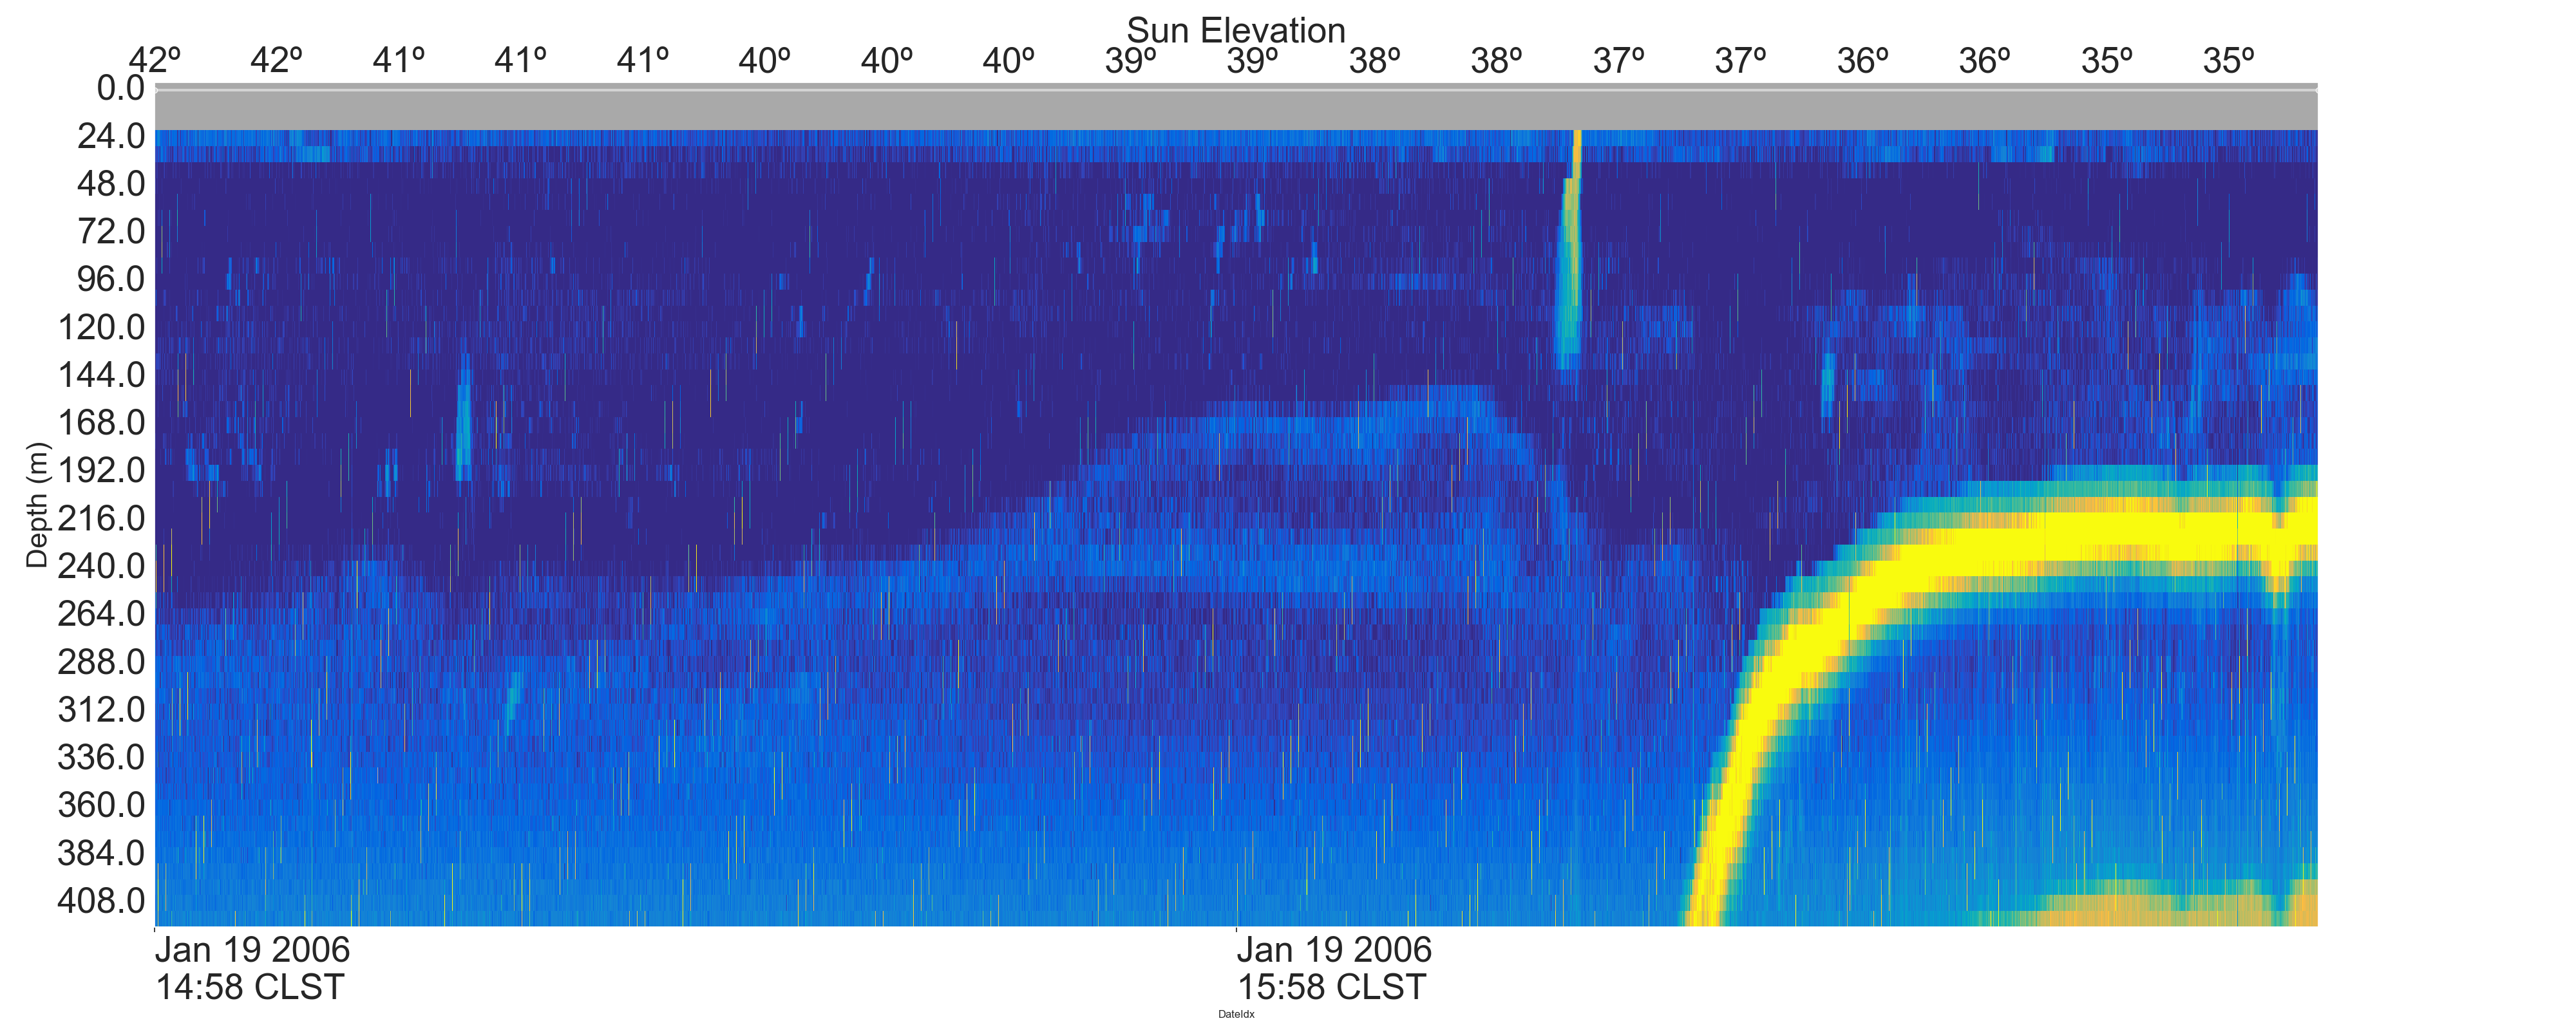 Sun Elevation
42º 42º 41º 41º 41º 40º 40º 40º 39º 39º 38º 38º 37º 37º 36º 36º 35º 35º
0.0
24.0
48.0
72.0
96.0
120.0
144.0
168.0
192.0
216.0
240.0
264.0
288.0
312.0
336.0
360.0
384.0
408.0
Depth (m)
Jan 19 2006
14:58 CLST
Jan 19 2006
15:58 CLST
DateIdx